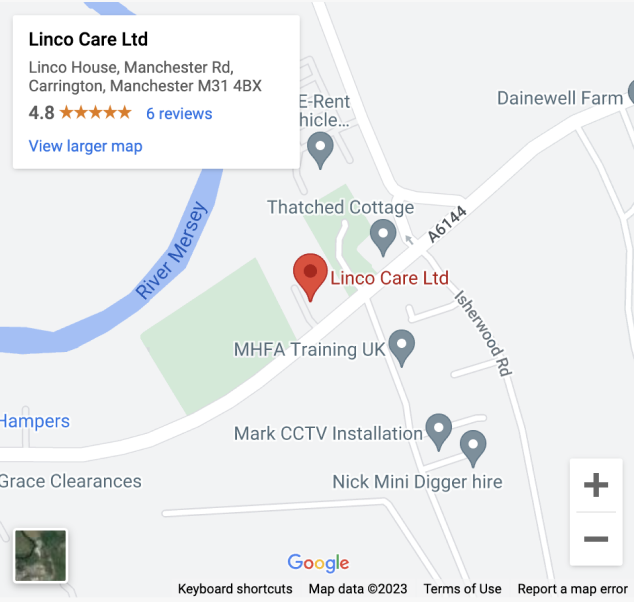 Linco Care Ltd
Linco House, Manchester Rd,
Carrington, Manchester M31 4BX
4.8 ★★★★★ 6 reviews
View larger map
E-Rent
hicle...
Dainewell Farm
River Mersey
Thatched Cottage
A6144
Linco Care Ltd
Isherwood Rd
MHFA Training UK
Hampers
Mark CCTV Installation
Grace Clearances
Nick Mini Digger hire
+
−
Google
Keyboard shortcuts Map data ©2023 Terms of Use Report a map error